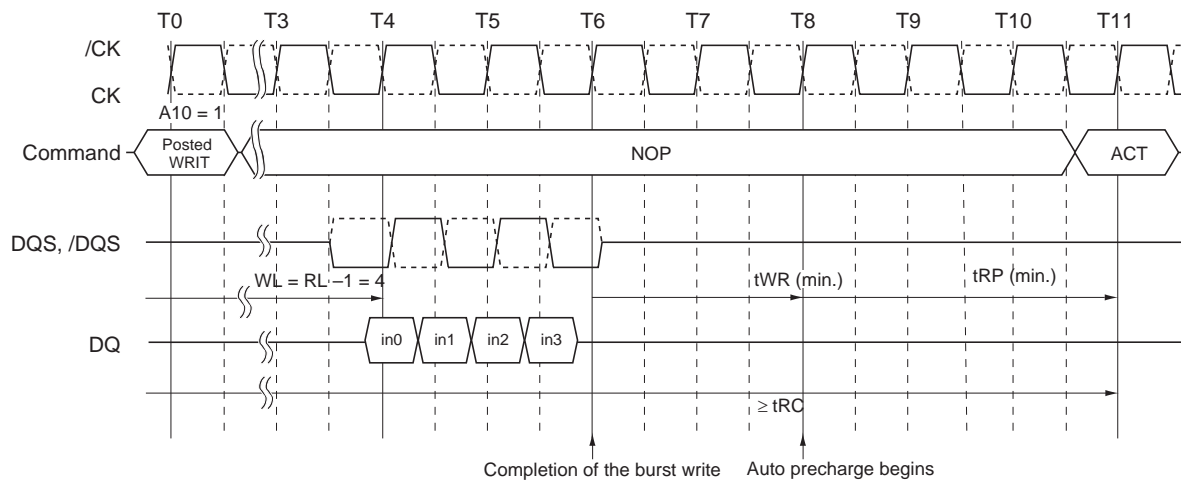 T0 T3 T4 T5 T6 T7 T8 T9 T10 T11
/CK
CK
A10 = 1
Command
Posted
WRIT
NOP
ACT
DQS, /DQS
WL = RL –1 = 4
tWR (min.)
tRP (min.)
DQ
in0 in1 in2 in3
≥ tRC
Completion of the burst write
Auto precharge begins